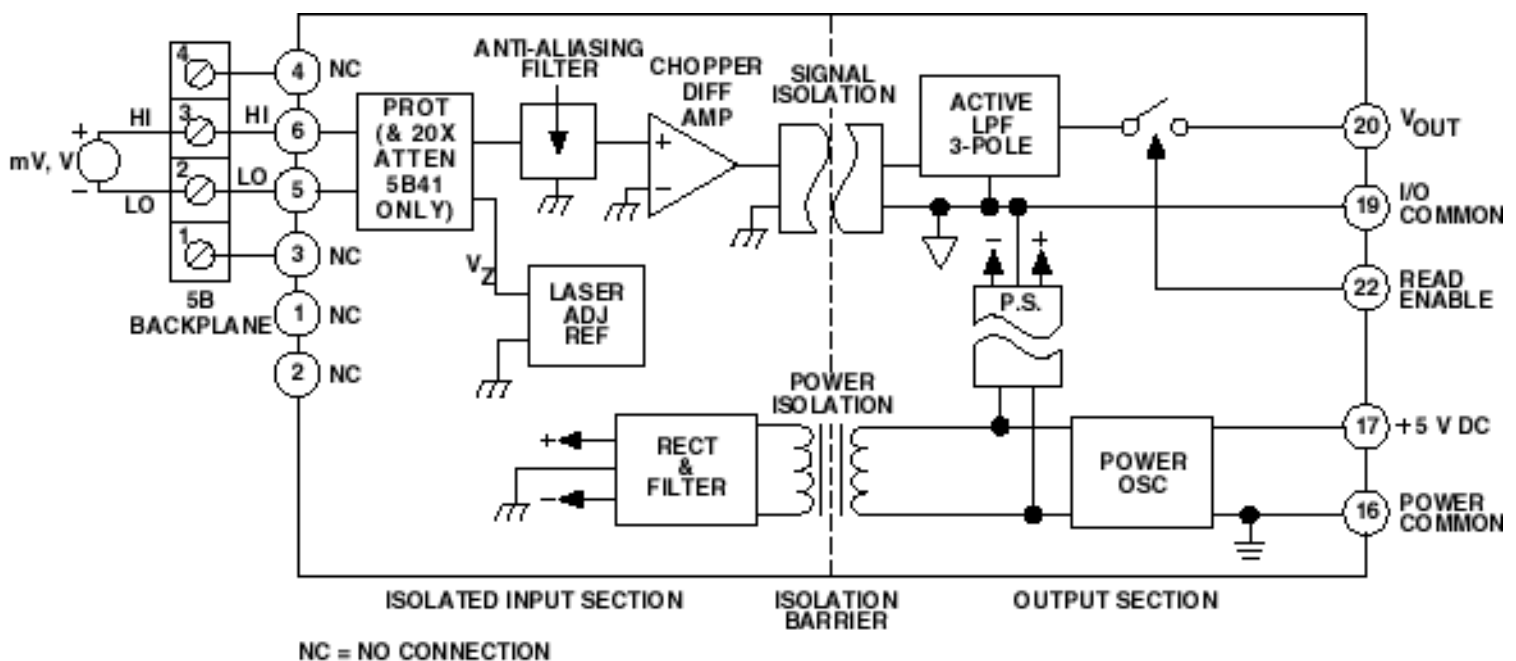 4
3
2
1
5B
BACKPLANE
mV, V
+
−
HI
LO
HI
LO
4
NC
6
5
3
NC
1
NC
2
NC
PROT
(& 20X
ATTEN
5B41
ONLY)
ANTI-ALIASING
FILTER
CHOPPER
DIFF
AMP
+
−
SIGNAL
ISOLATION
ACTIVE
LPF
3-POLE
VZ
LASER
ADJ
REF
− +
P.S.
POWER
ISOLATION
+
−
RECT
&
FILTER
POWER
OSC
20
VOUT
19
I/O
COMMON
22
READ
ENABLE
17
+5 V DC
16
POWER
COMMON
ISOLATED INPUT SECTION
ISOLATION
BARRIER
OUTPUT SECTION
NC = NO CONNECTION